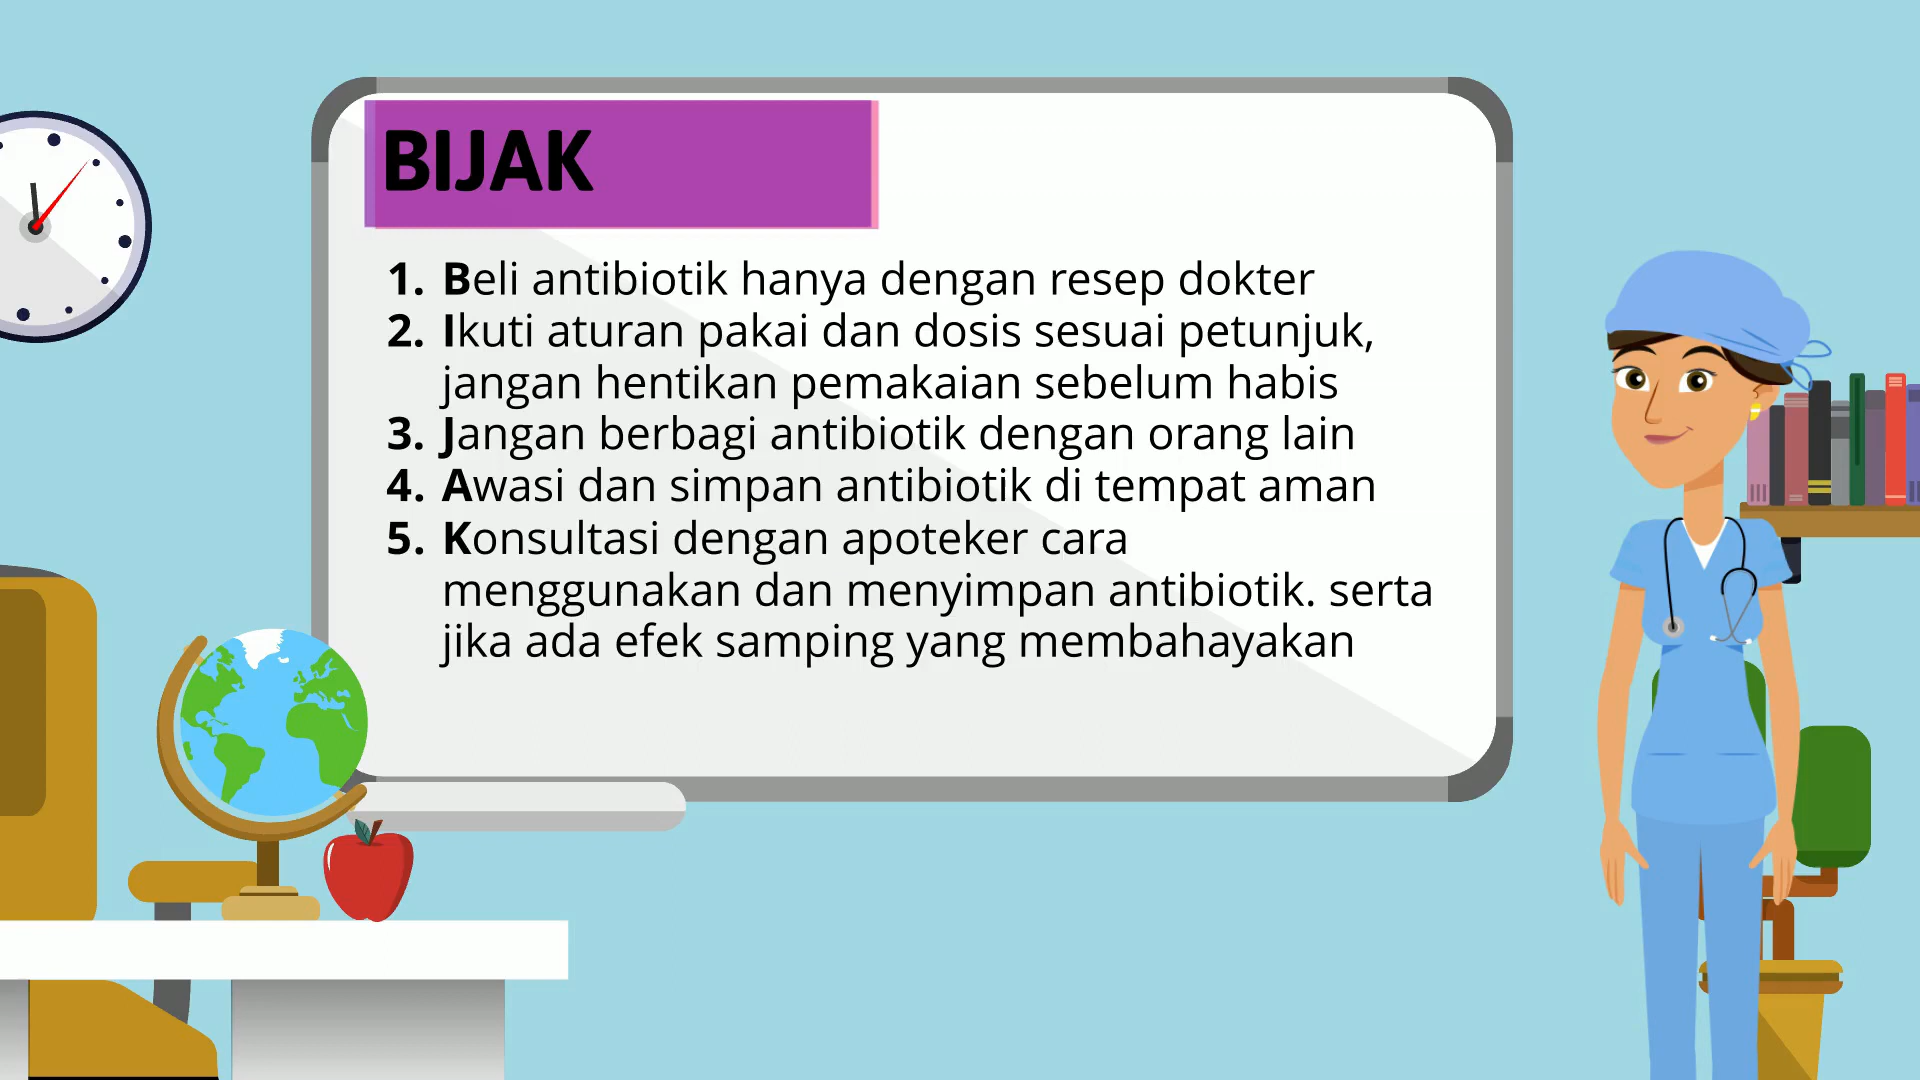 BIJAK
1. Beli antibiotik hanya dengan resep dokter
2. Ikuti aturan pakai dan dosis sesuai petunjuk,
jangan hentikan pemakaian sebelum habis
3. Jangan berbagi antibiotik dengan orang lain
4. Awasi dan simpan antibiotik di tempat aman
5. Konsultasi dengan apoteker cara
menggunakan dan menyimpan antibiotik. serta
jika ada efek samping yang membahayakan